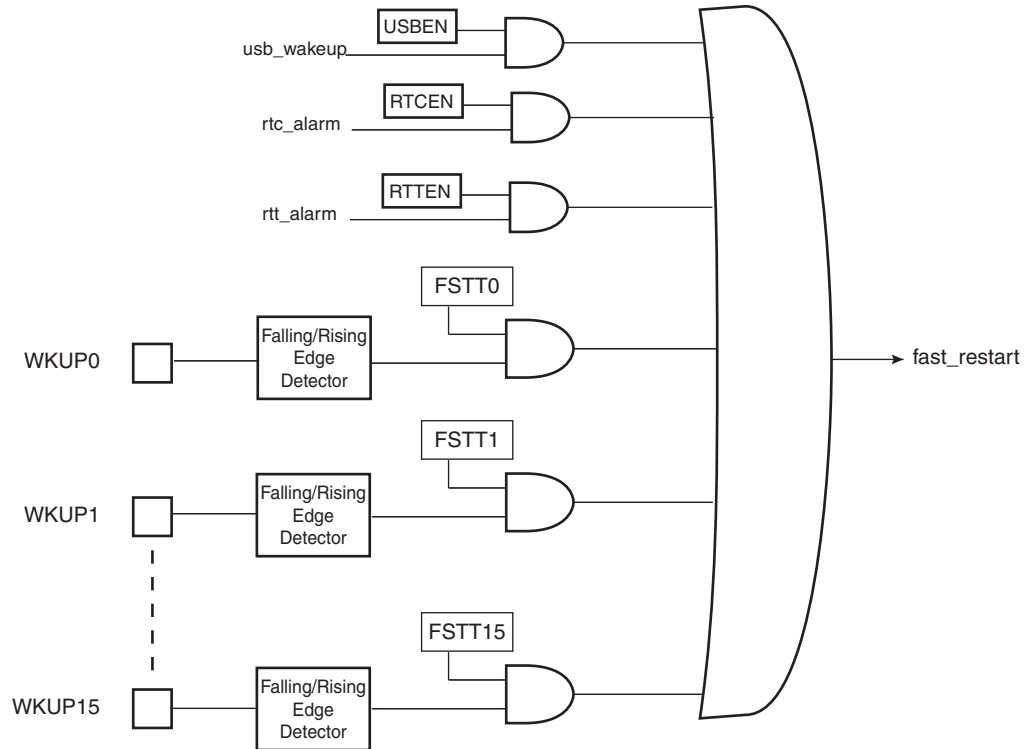 USBEN
usb_wakeup
RTCEN
rtc_alarm
RTTEN
rtt_alarm
FSTT0
WKUP0
Falling/Rising
Edge
Detector
fast_restart
FSTT1
WKUP1
Falling/Rising
Edge
Detector
FSTT15
WKUP15
Falling/Rising
Edge
Detector